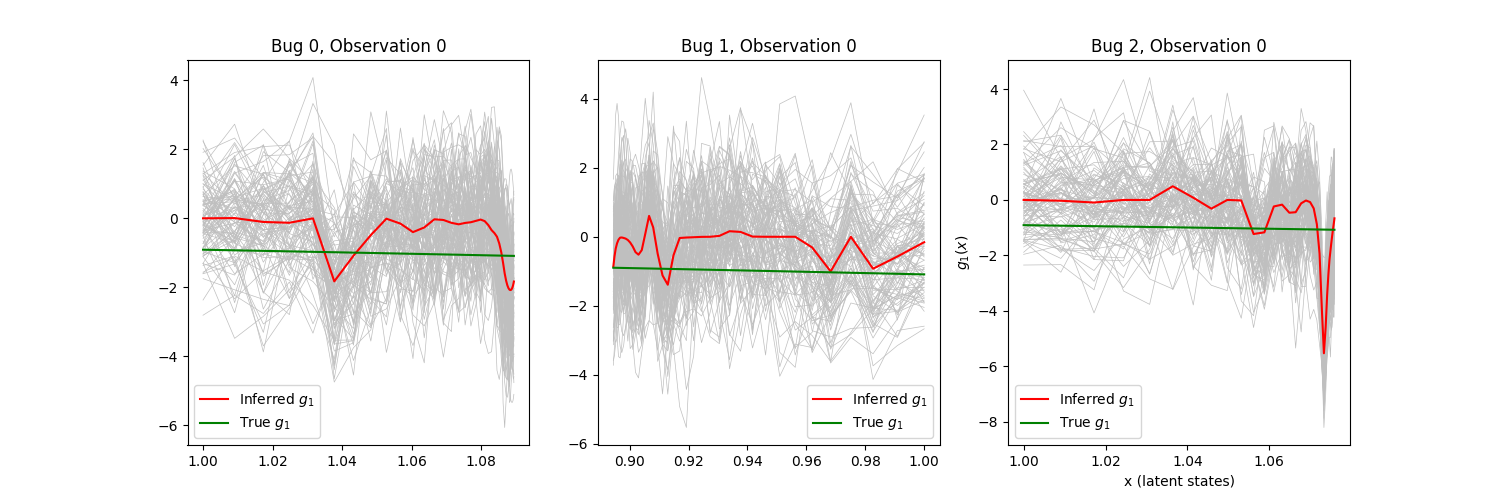 Bug 0, Observation 0
4
2
0
−2
−4
−6
1.00 1.02 1.04 1.06 1.08
Inferred g₁
True g₁
Bug 1, Observation 0
4
2
0
−2
−4
−6
0.90 0.92 0.94 0.96 0.98 1.00
Inferred g₁
True g₁
Bug 2, Observation 0
g₁(x)
4
2
0
−2
−4
−6
−8
1.00 1.02 1.04 1.06
x (latent states)
Inferred g₁
True g₁